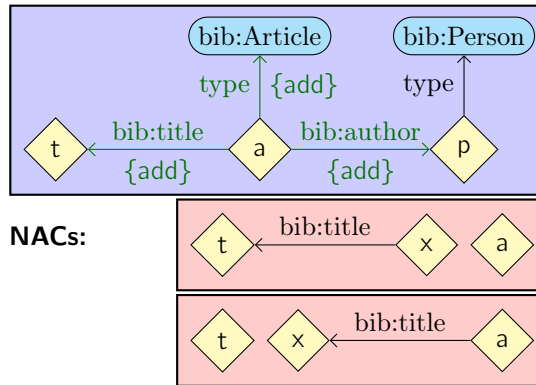 bib:Article bib:Person
type {add} type
t bib:title a bib:author p
{add} {add}
NACs:
t bib:title x a
t x bib:title a